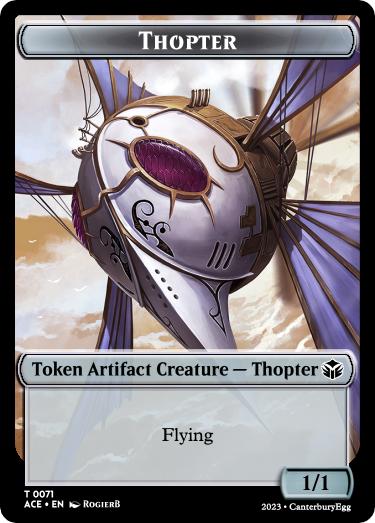 Thopter
Token Artifact Creature — Thopter
Flying
1/1
T 0071
ACE • EN RogierB
2023 • CanterburyEgg